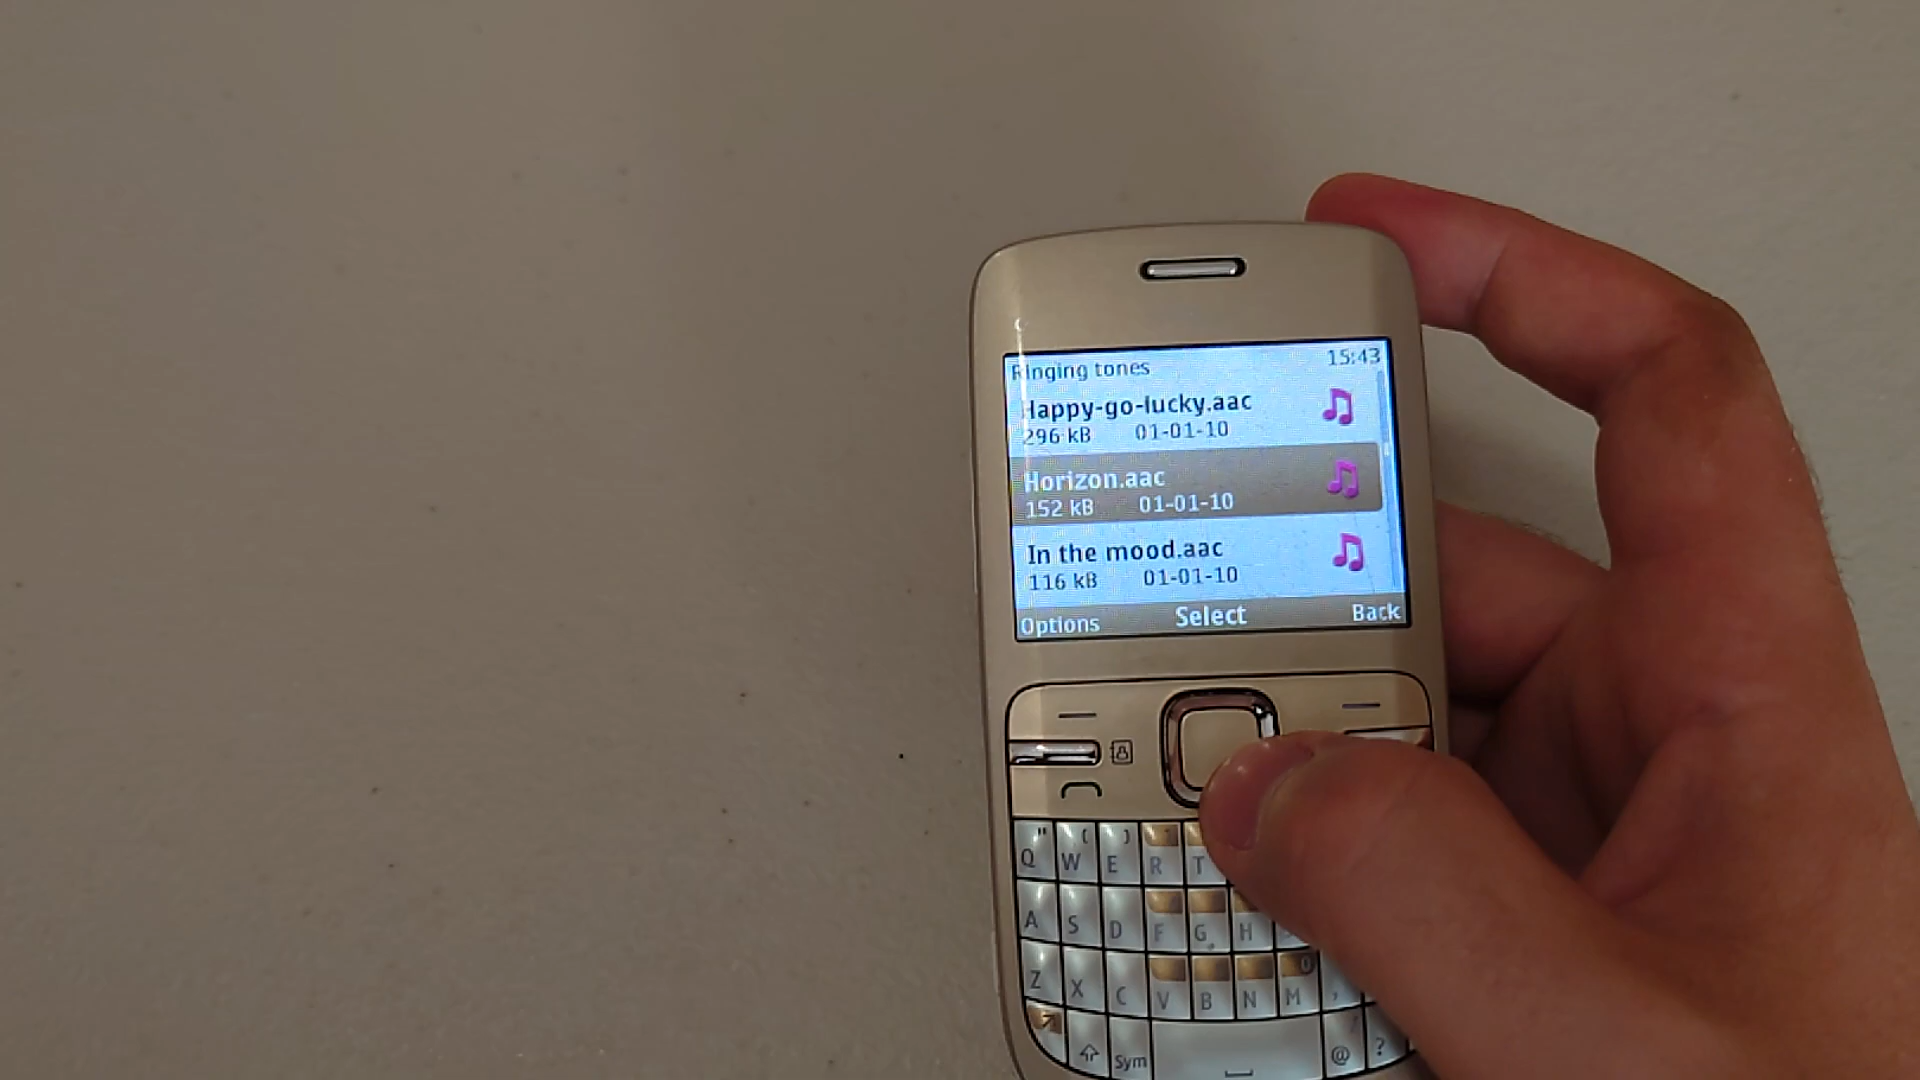 Ringing tones 15:43
Happy-go-lucky.aac
296 kB 01-01-10
Horizon.aac
152 kB 01-01-10
In the mood.aac
116 kB 01-01-10
Options Select Back
" ( )
Q W E R T
A S D F G H
0
Z X C V B N M ,
Sym @ ?